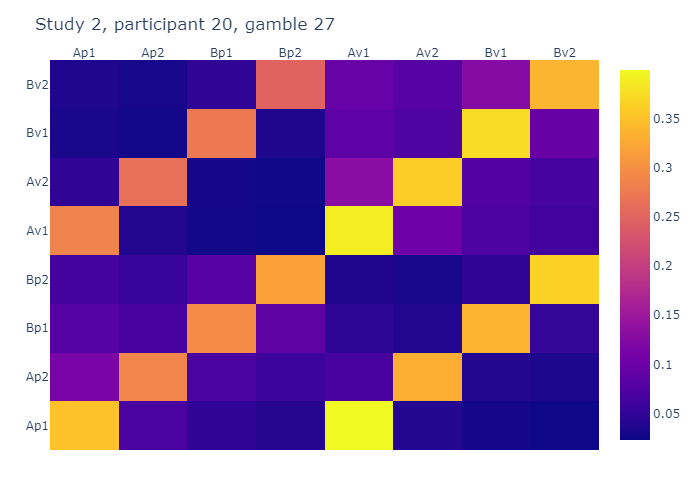 Study 2, participant 20, gamble 27
Ap1 Ap2 Bp1 Bp2 Av1 Av2 Bv1 Bv2
Bv2
Bv1
Av2
Av1
Bp2
Bp1
Ap2
Ap1
0.35
0.3
0.25
0.2
0.15
0.1
0.05